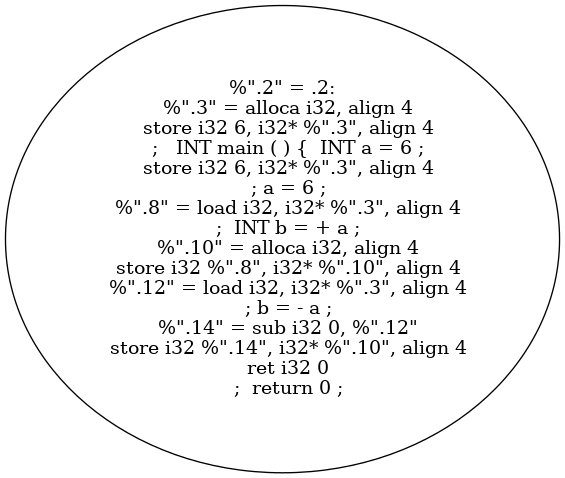 %".2" = .2:
%".3" = alloca i32, align 4
store i32 6, i32* %".3", align 4
;   INT main ( ) {  INT a = 6 ;
store i32 6, i32* %".3", align 4
; a = 6 ;
%".8" = load i32, i32* %".3", align 4
;  INT b = + a ;
%".10" = alloca i32, align 4
store i32 %".8", i32* %".10", align 4
%".12" = load i32, i32* %".3", align 4
; b = - a ;
%".14" = sub i32 0, %".12"
store i32 %".14", i32* %".10", align 4
ret i32 0
;  return 0 ;